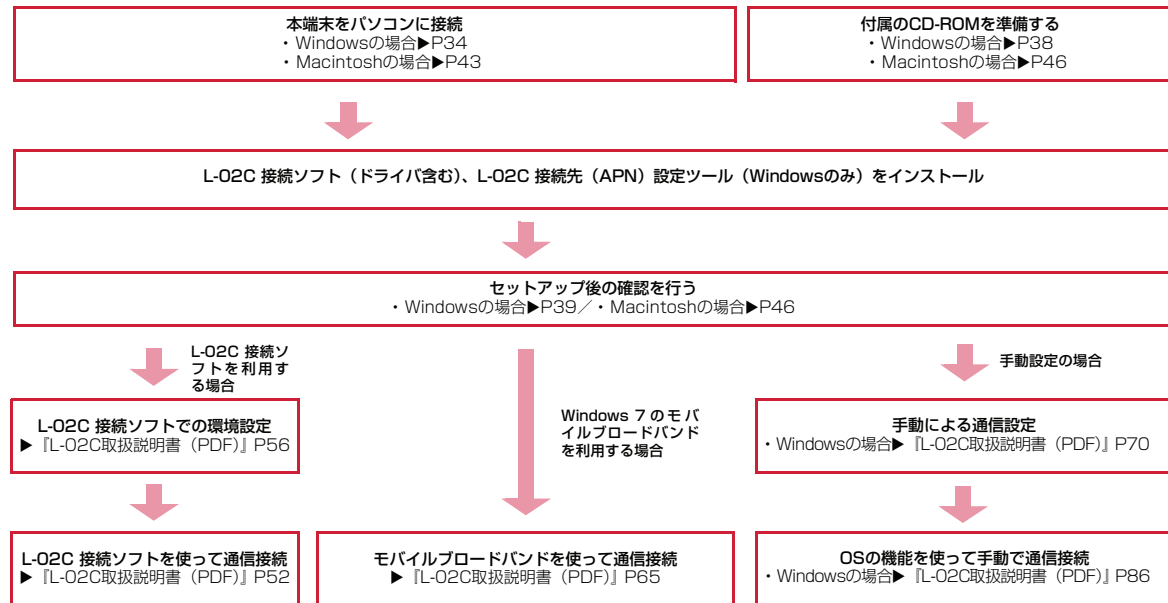 本端末をパソコンに接続
・Windowsの場合▶P34
・Macintoshの場合▶P43
付属のCD-ROMを準備する
・Windowsの場合▶P38
・Macintoshの場合▶P46
L-02C 接続ソフト（ドライバ含む）、L-02C 接続先（APN）設定ツール（Windowsのみ）をインストール
セットアップ後の確認を行う
・Windowsの場合▶P39／・Macintoshの場合▶P46
L-02C 接続ソ
フトを利用す
る場合
L-02C 接続ソフトでの環境設定
▶『L-02C取扱説明書（PDF）』P56
L-02C 接続ソフトを使って通信接続
▶『L-02C取扱説明書（PDF）』P52
Windows 7のモバ
イルブロードバンド
を利用する場合
モバイルブロードバンドを使って通信接続
▶『L-02C取扱説明書（PDF）』P65
手動設定の場合
手動による通信設定
・Windowsの場合▶『L-02C取扱説明書（PDF）』P70
OSの機能を使って手動で通信接続
・Windowsの場合▶『L-02C取扱説明書（PDF）』P86